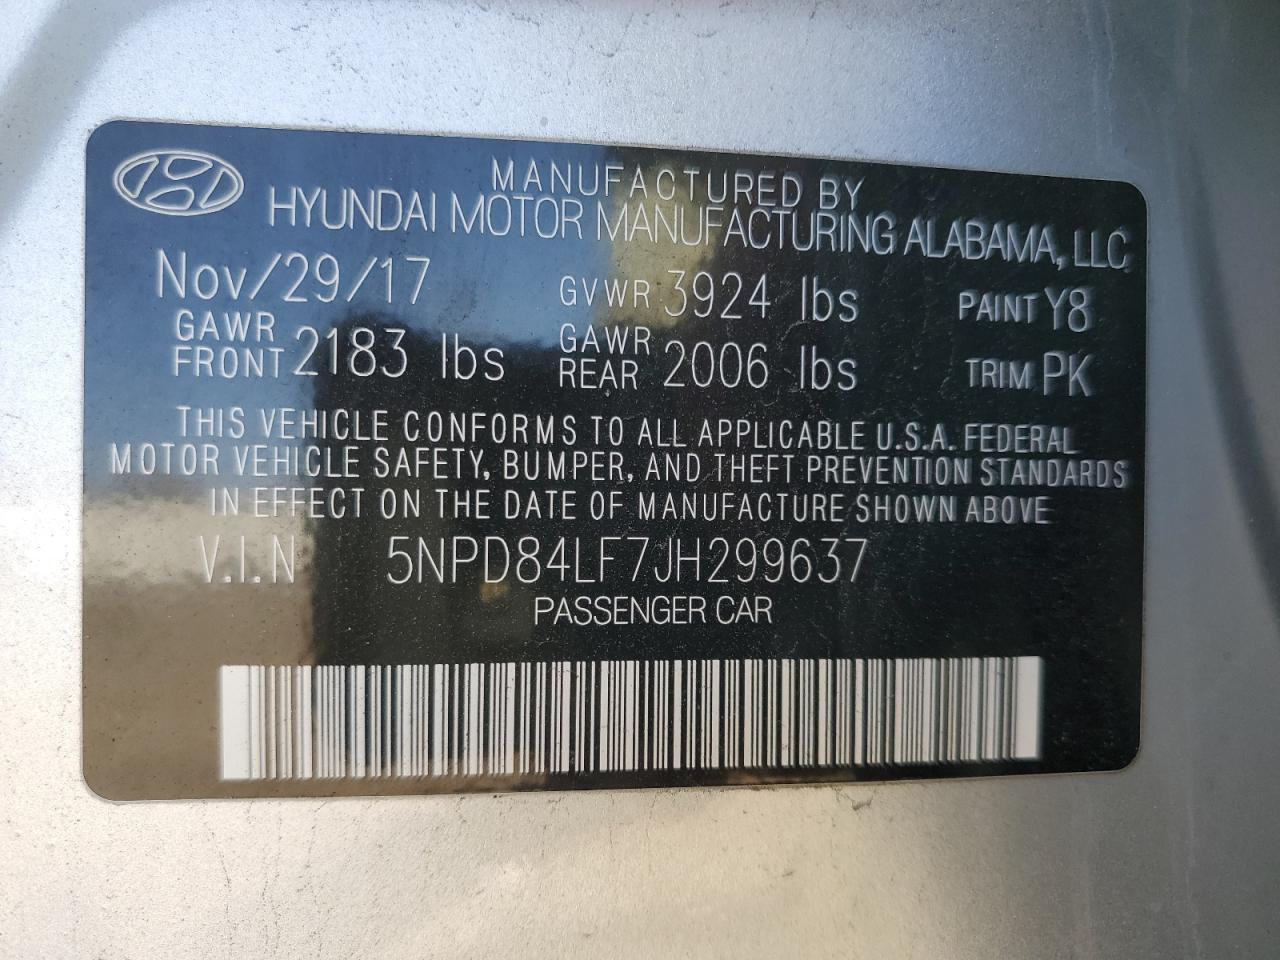 MANUFACTURED BY
HYUNDAI MOTOR MANUFACTURING ALABAMA, LLC
Nov/29/17 GVWR 3924 lbs PAINT Y8
GAWR FRONT 2183 lbs GAWR REAR 2006 lbs TRIM PK
THIS VEHICLE CONFORMS TO ALL APPLICABLE U.S.A. FEDERAL
MOTOR VEHICLE SAFETY, BUMPER, AND THEFT PREVENTION STANDARDS
IN EFFECT ON THE DATE OF MANUFACTURE SHOWN ABOVE
V.I.N 5NPD84LF7JH299637
PASSENGER CAR